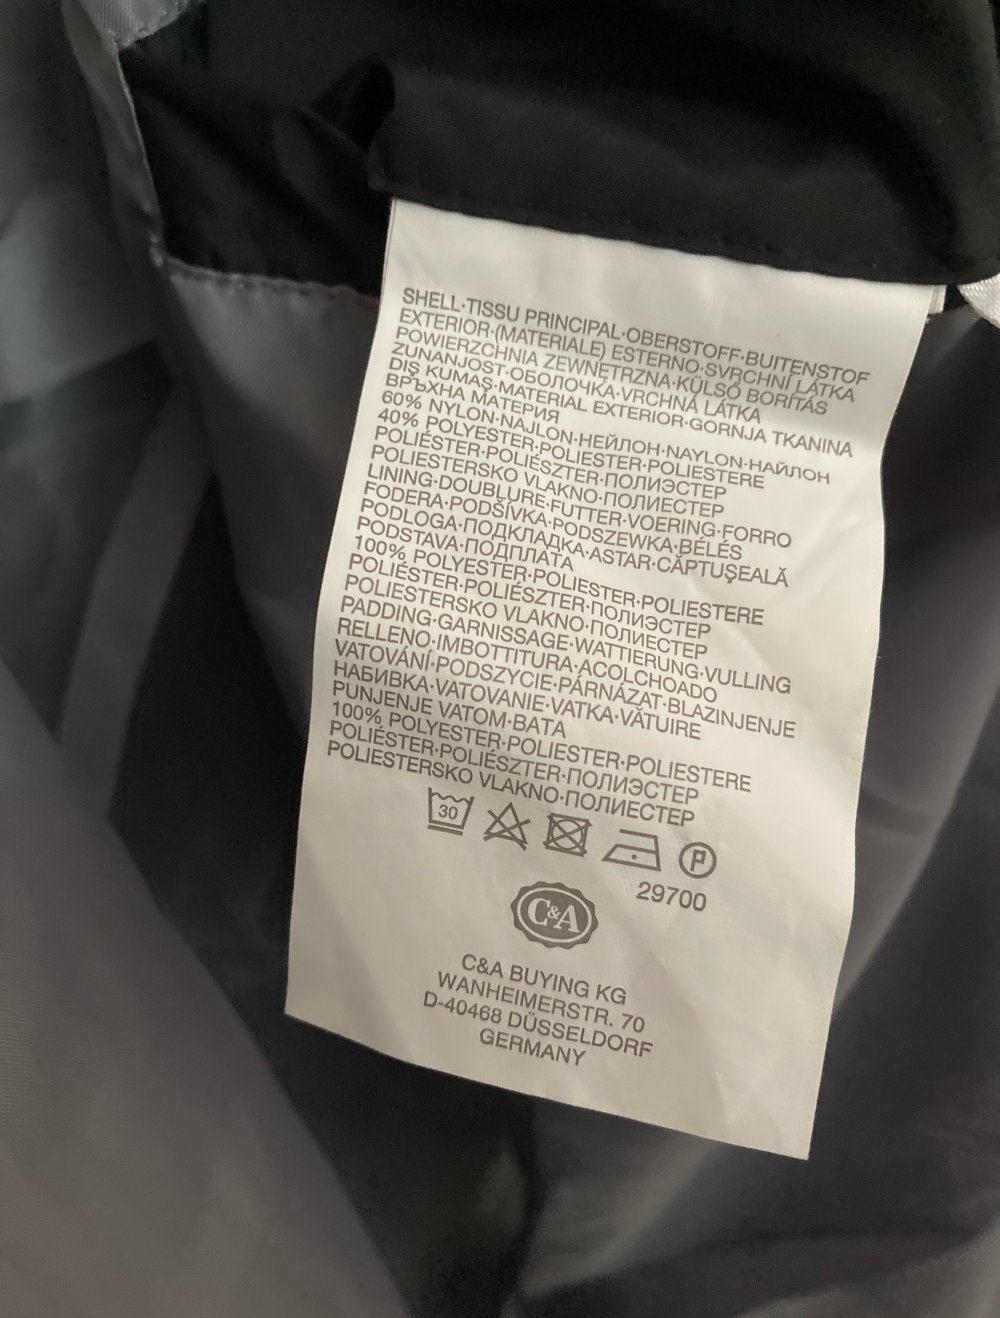 SHELL·TISSU PRINCIPAL·OBERSTOFF·BUITENSTOF
EXTERIOR·(MATERIALE) ESTERNO·SVRCHNÍ LÁTKA
POWIERZCHNIA ZEWNĘTRZNA·KÜLSŐ BORÍTÁS
ZUNANJOST·ОБОЛОЧКА·VRCHNÁ LÁTKA
DIŞ KUMAŞ·MATERIAL EXTERIOR·GORNJA TKANINA
ВРЪХНА МАТЕРИЯ
60% NYLON·NAJLON·НЕЙЛОН·NAYLON·НАЙЛОН
40% POLYESTER·POLIESTER·POLIESTERE
POLIÉSTER·POLIÉSZTER·ПОЛИЭСТЕР
POLIESTERSKO VLAKNO·ПОЛИЕСТЕР
LINING·DOUBLURE·FUTTER·VOERING·FORRO
FODERA·PODŠÍVKA·PODSZEWKA·BÉLÉS
PODLOGA·ПОДКЛАДКА·ASTAR·CĂPTUŞEALĂ
PODSTAVA·ПОДПЛАТА
100% POLYESTER·POLIESTER·POLIESTERE
POLIÉSTER·POLIÉSZTER·ПОЛИЭСТЕР
POLIESTERSKO VLAKNO·ПОЛИЕСТЕР
PADDING·GARNISSAGE·WATTIERUNG·VULLING
RELLENO·IMBOTTITURA·ACOLCHOADO
VATOVÁNÍ·PODSZYCIE·PÁRNÁZAT·BLAZINJENJE
НАБИВКА·VATOVANIE·VATKA·VĂTUIRE
PUNJENJE VATOM·ВАТА
100% POLYESTER·POLIESTER·POLIESTERE
POLIÉSTER·POLIÉSZTER·ПОЛИЭСТЕР
POLIESTERSKO VLAKNO·ПОЛИЕСТЕР
30 P
29700
C&A
C&A BUYING KG
WANHEIMERSTR. 70
D-40468 DÜSSELDORF
GERMANY